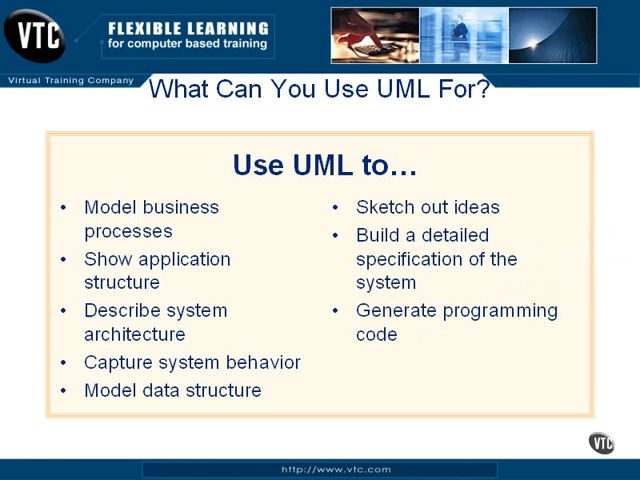 VTC
FLEXIBLE LEARNING
for computer based training
Virtual Training Company
What Can You Use UML For?
Use UML to…
• Model business
processes
• Show application
structure
• Describe system
architecture
• Capture system behavior
• Model data structure
• Sketch out ideas
• Build a detailed
specification of the
system
• Generate programming
code
VTC
http://www.vtc.com